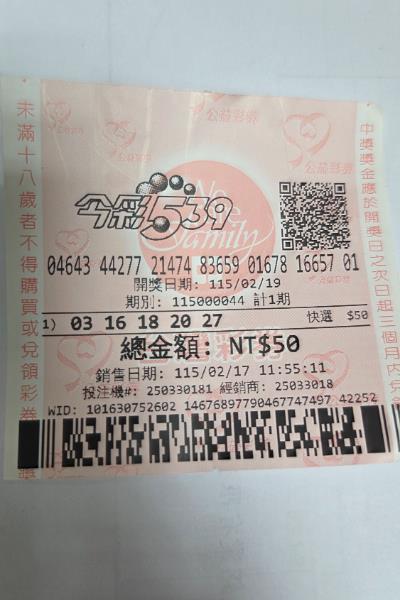 公益彩券
今彩539
04643 44277 21474 83659 01678 16657 01
開獎日期: 115/02/19
期別: 115000044 計1期
1) 03 16 18 20 27 快選 $50
總金額: NT$50
銷售日期: 115/02/17 11:55:11
投注機#: 250330181 經銷商: 25033018
WID: 101630752602 14676897790467747497 42252
未滿十八歲者不得購買或兌領彩券
中獎獎金應於開獎日之次日起三個月內兌